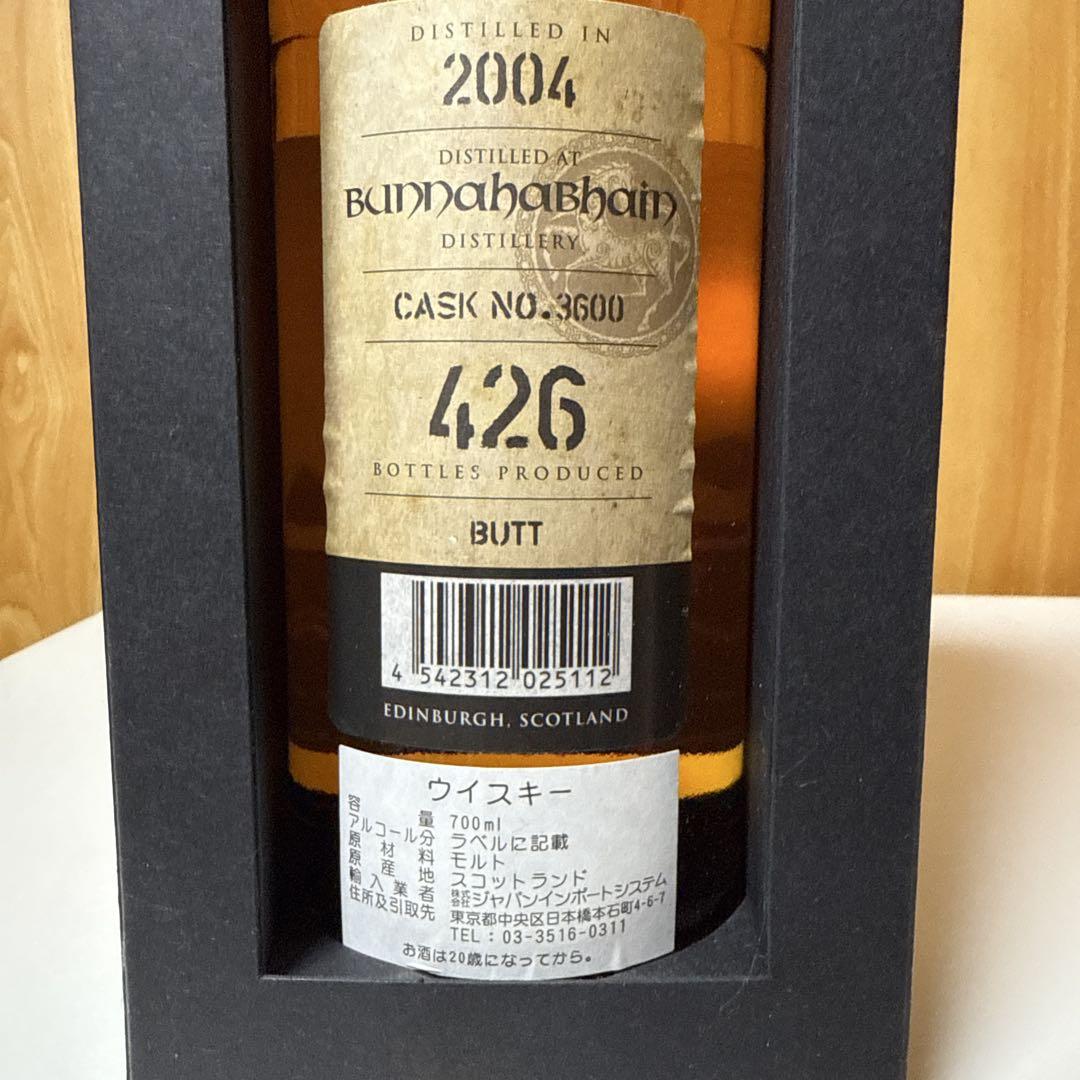 DISTILLED IN
2004
DISTILLED AT
BUNNAHABHAIN
DISTILLERY
CASK NO.3600
426
BOTTLES PRODUCED
BUTT
4 542312 025112
EDINBURGH, SCOTLAND
ウイスキー
容量 700ml
アルコール分 ラベルに記載
原材料 モルト
原産地 スコットランド
輸入業者 株式会社ジャパンインポートシステム
住所及引取先 東京都中央区日本橋本石町4-6-7
TEL：03-3516-0311
お酒は20歳になってから。